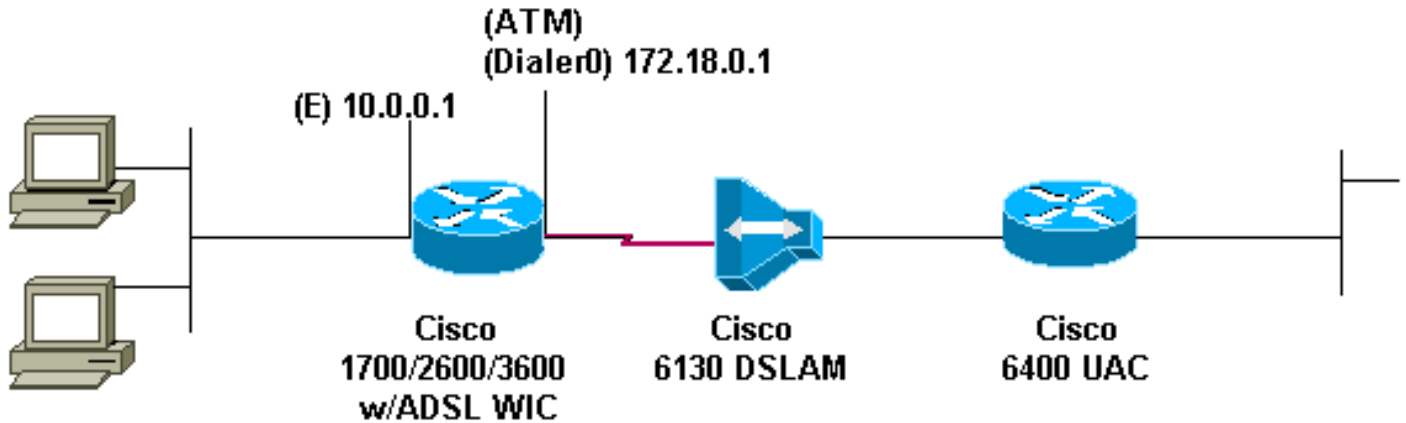 (ATM)
(Dialer0) 172.18.0.1
(E) 10.0.0.1
Cisco
1700/2600/3600
w/ADSL WIC
Cisco
6130 DSLAM
Cisco
6400 UAC